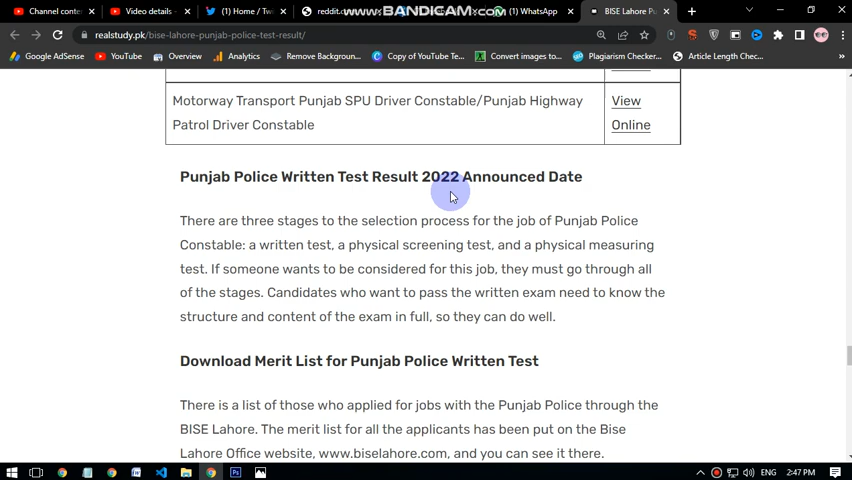 Channel conte
Video details
(1) Home / Twi
reddit.c
WWW.BANDICAM.COM
(1) WhatsApp
BISE Lahore Pu
realstudy.pk/bise-lahore-punjab-police-test-result/
Google AdSense
Overview
Analytics
Remove Backgroun...
Copy of YouTube Te...
Convert images to...
Plagiarism Checker...
Article Length Chec...
Motorway Transport Punjab SPU Driver Constable/Punjab Highway
Patrol Driver Constable
View
Online
Punjab Police Written Test Result 2022 Announced Date
There are three stages to the selection process for the job of Punjab Police
Constable: a written test, a physical screening test, and a physical measuring
test. If someone wants to be considered for this job, they must go through all
of the stages. Candidates who want to pass the written exam need to know the
structure and content of the exam in full, so they can do well.
Download Merit List for Punjab Police Written Test
There is a list of those who applied for jobs with the Punjab Police through the
BISE Lahore. The merit list for all the applicants has been put on the Bise
Lahore Office website, www.biselahore.com, and you can see it there.
ENG
2:47 PM